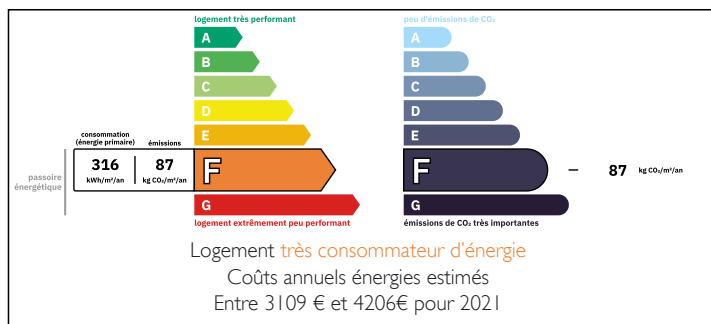 logement très performant
A
B
C
D
E
consommation
(énergie primaire)
émissions
316
87
kWh/m²/an
kg CO₂/m²/an
F
passoire
énergétique
G
logement extrêmement peu performant
peu d'émissions de CO₂
A
B
C
D
E
F
87 kg CO₂/m²/an
G
émissions de CO₂ très importantes
Logement très consommateur d'énergie
Coûts annuels énergies estimés
Entre 3109 € et 4206€ pour 2021